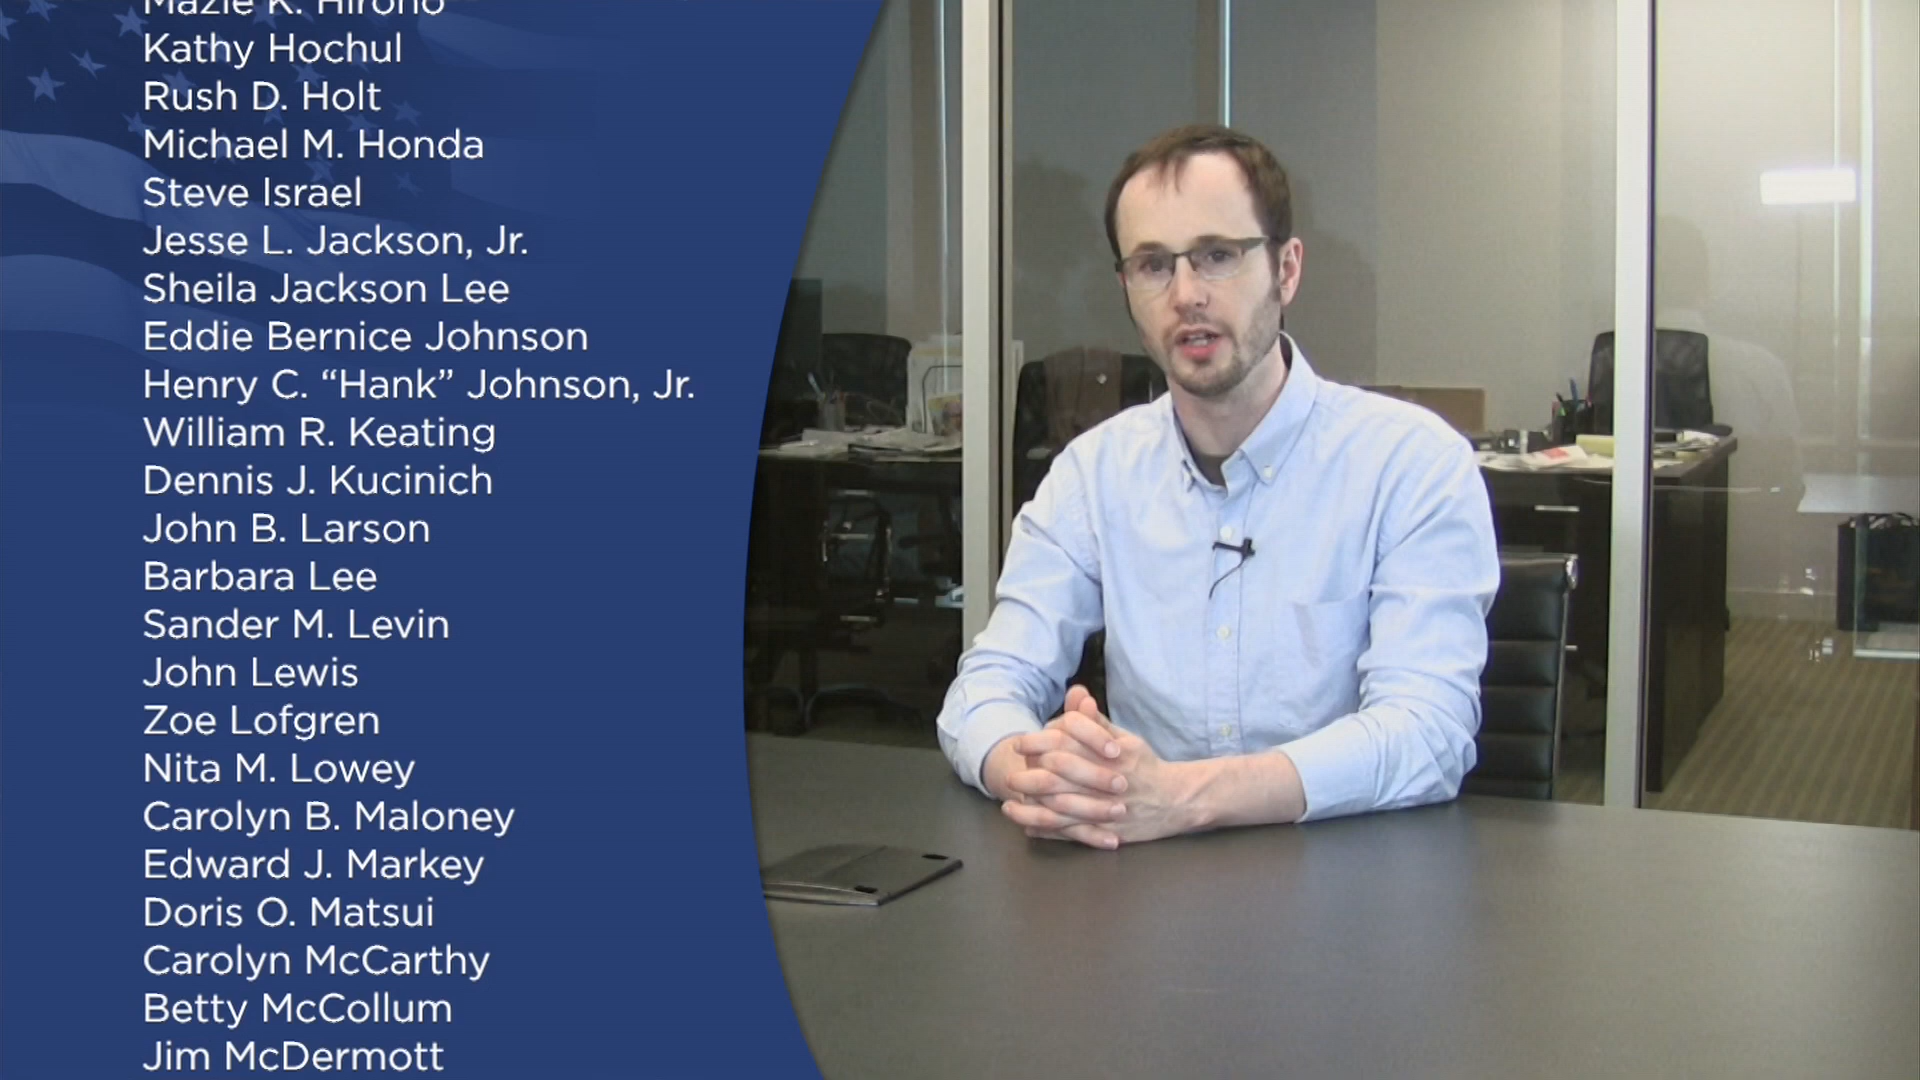 Mazie K. Hirono
Kathy Hochul
Rush D. Holt
Michael M. Honda
Steve Israel
Jesse L. Jackson, Jr.
Sheila Jackson Lee
Eddie Bernice Johnson
Henry C. “Hank” Johnson, Jr.
William R. Keating
Dennis J. Kucinich
John B. Larson
Barbara Lee
Sander M. Levin
John Lewis
Zoe Lofgren
Nita M. Lowey
Carolyn B. Maloney
Edward J. Markey
Doris O. Matsui
Carolyn McCarthy
Betty McCollum
Jim McDermott